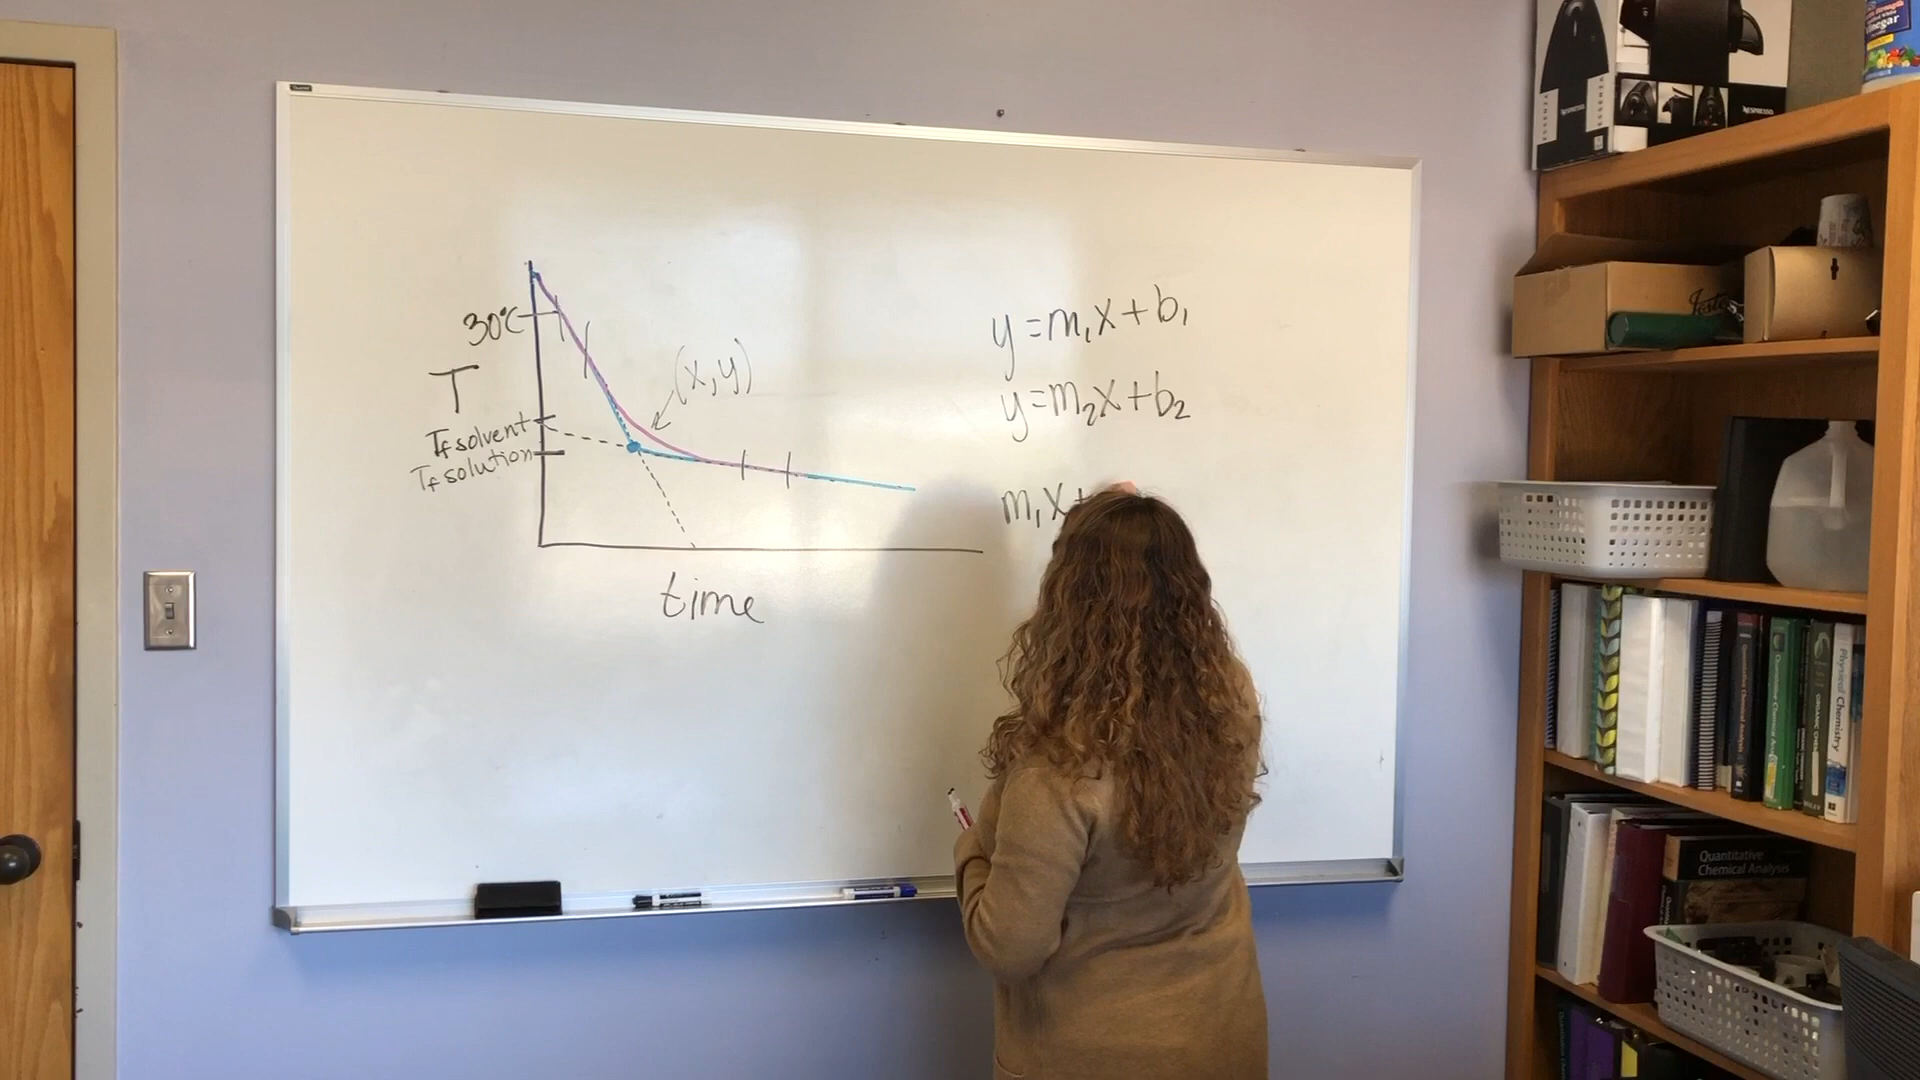 30°C
T
Tf solvent
Tf solution
(x,y)
time
y=m₁x+b₁
y=m₂x+b₂
m₁x+
NESPRESSO
Vinegar
Physical Chemistry
Quantitative
Chemical Analysis